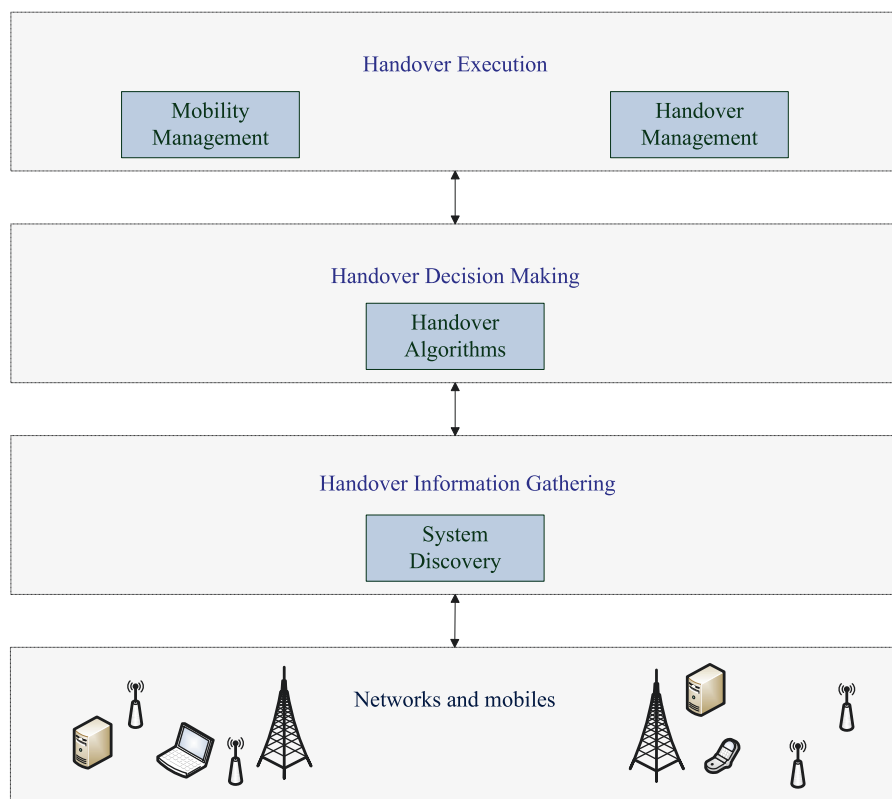 Handover Execution
Mobility
Management
Handover
Management
Handover Decision Making
Handover
Algorithms
Handover Information Gathering
System
Discovery
Networks and mobiles